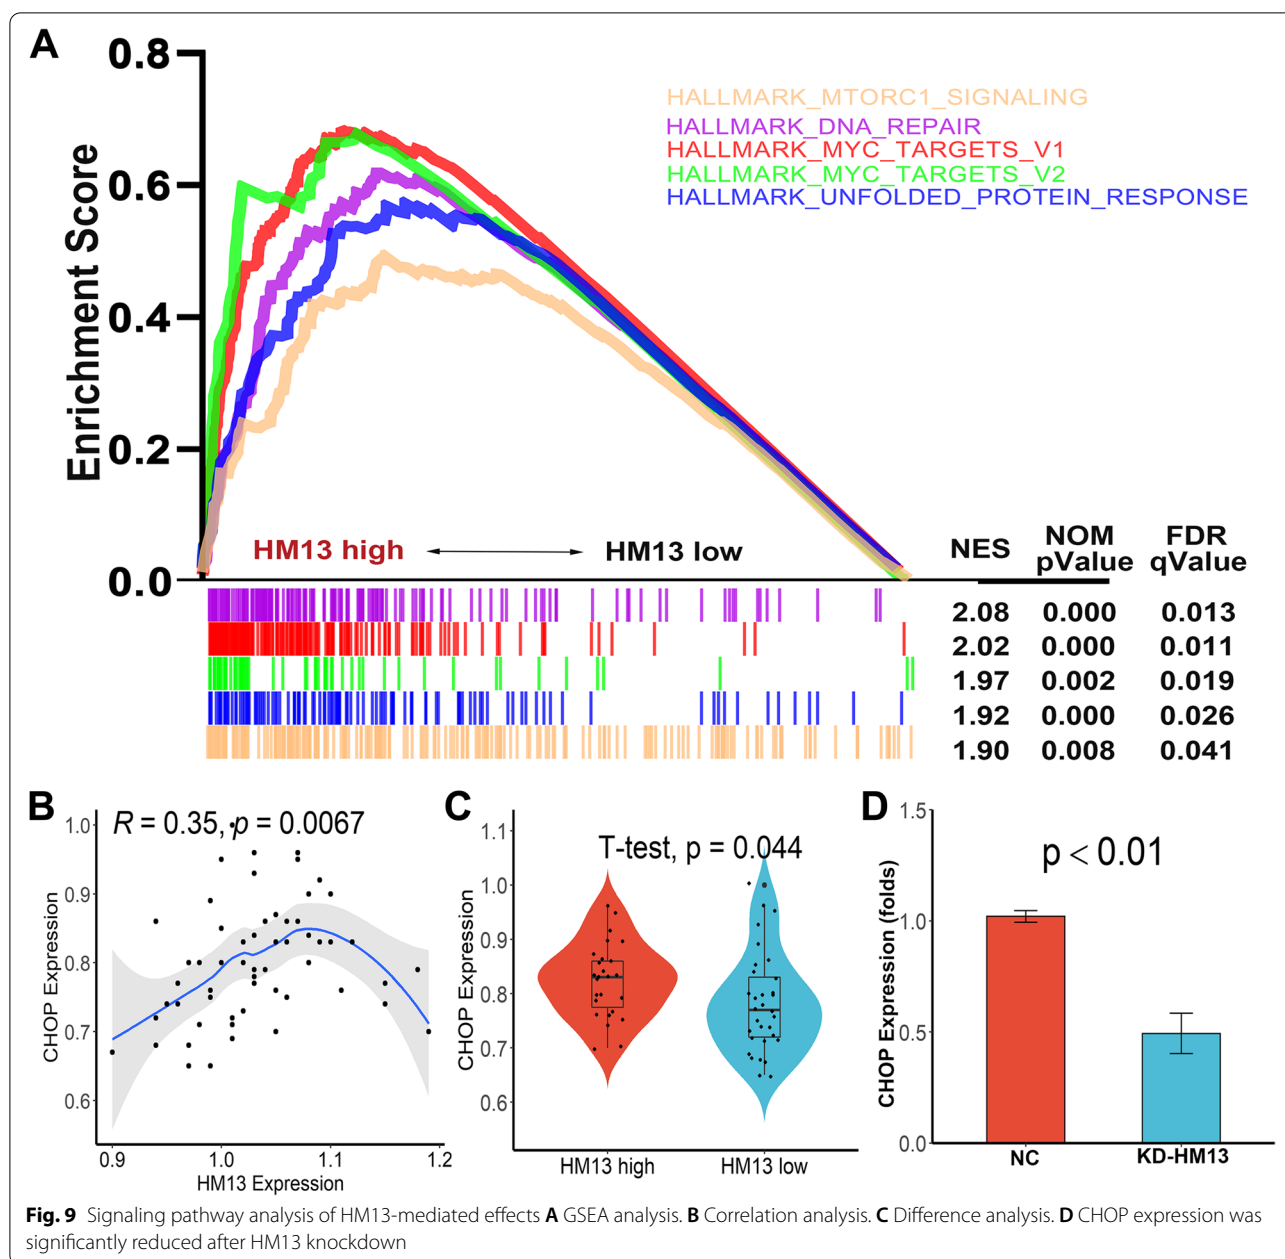 A
0.8
0.6
0.4
0.2
0.0
Enrichment Score
HALLMARK_MTORC1_SIGNALING
HALLMARK_DNA_REPAIR
HALLMARK_MYC_TARGETS_V1
HALLMARK_MYC_TARGETS_V2
HALLMARK_UNFOLDED_PROTEIN_RESPONSE
HM13 high
HM13 low
NES NOM pValue FDR qValue
2.08 0.000 0.013
2.02 0.000 0.011
1.97 0.002 0.019
1.92 0.000 0.026
1.90 0.008 0.041
B
R = 0.35, p = 0.0067
1.0
0.9
0.8
0.7
0.6
CHOP Expression
0.9 1.0 1.1 1.2
HM13 Expression
C
T-test, p = 0.044
1.1
1.0
0.9
0.8
0.7
0.6
CHOP Expression
HM13 high HM13 low
D
p < 0.01
1.5
1.0
0.5
0.0
CHOP Expression (folds)
NC KD-HM13
Fig. 9 Signaling pathway analysis of HM13-mediated effects A GSEA analysis. B Correlation analysis. C Difference analysis. D CHOP expression was
significantly reduced after HM13 knockdown